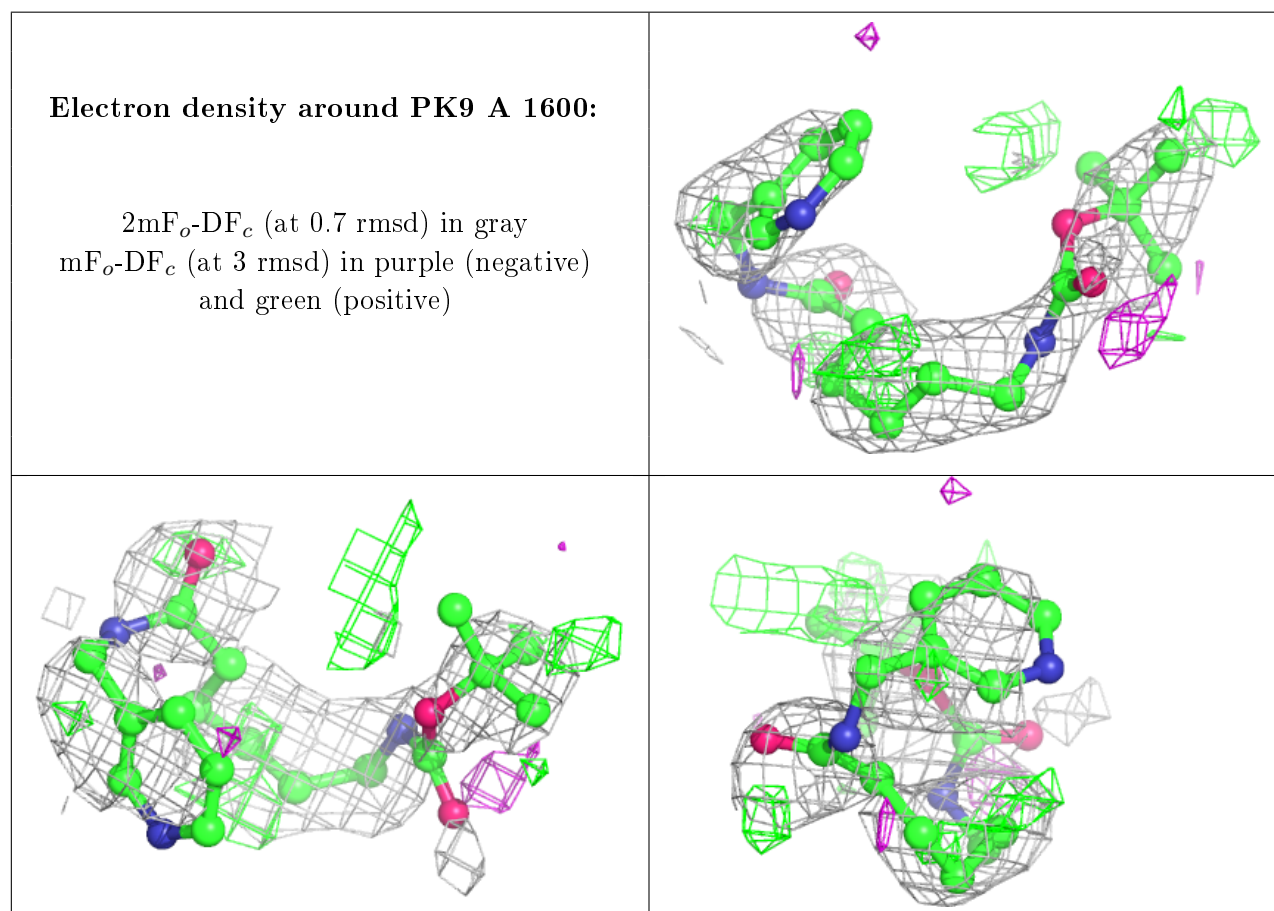 Electron density around PK9 A 1600:
2mFₒ-DF𝒸 (at 0.7 rmsd) in gray
mFₒ-DF𝒸 (at 3 rmsd) in purple (negative)
and green (positive)